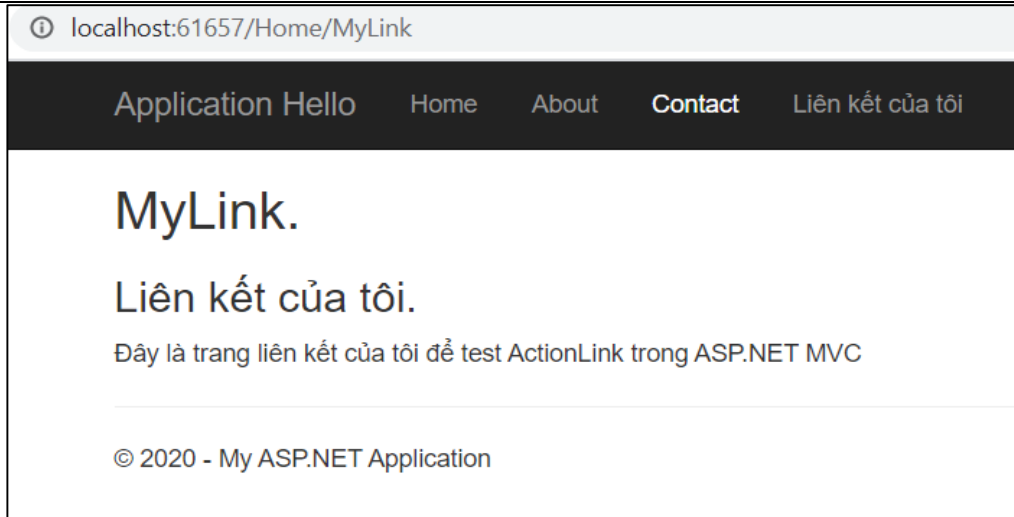 localhost:61657/Home/MyLink
Application Hello Home About Contact Liên kết của tôi
MyLink.
Liên kết của tôi.
Đây là trang liên kết của tôi để test ActionLink trong ASP.NET MVC
© 2020 - My ASP.NET Application